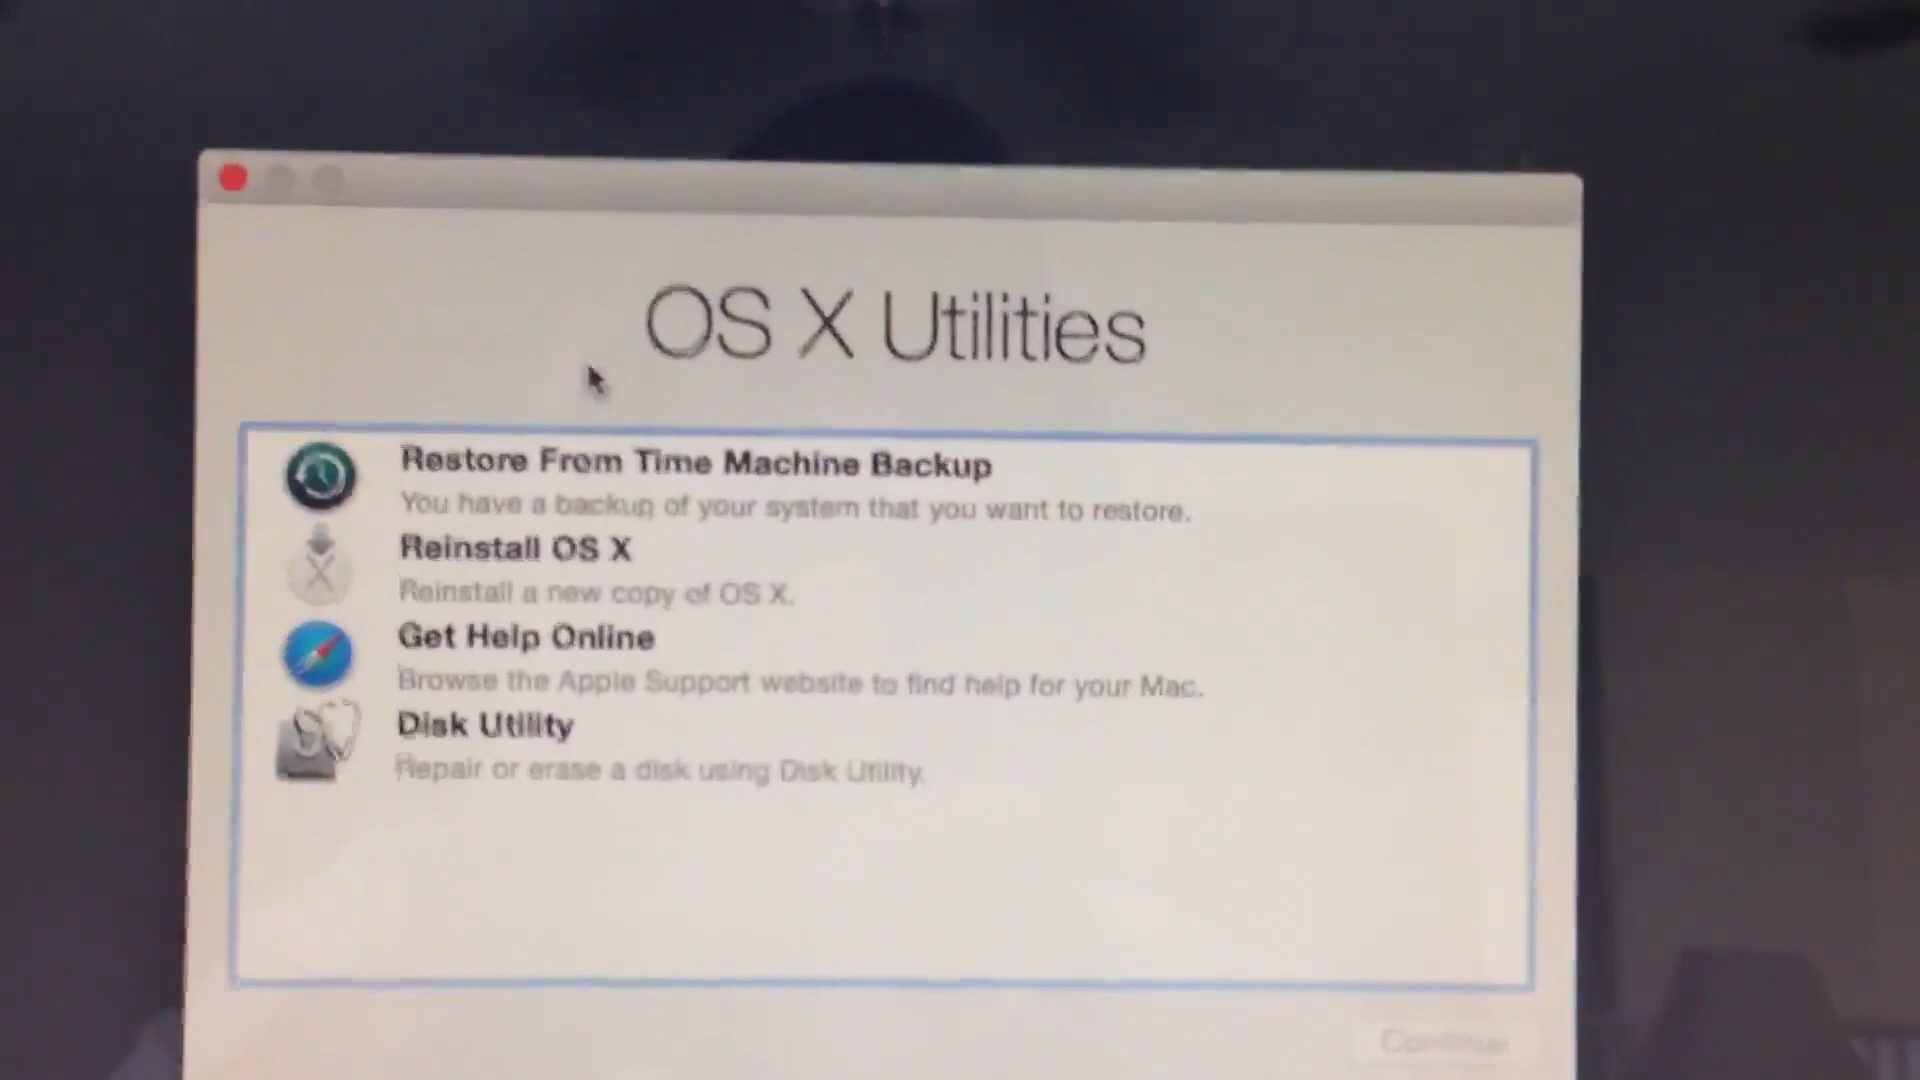 OS X Utilities
Restore From Time Machine Backup
You have a backup of your system that you want to restore.
Reinstall OS X
Reinstall a new copy of OS X.
Get Help Online
Browse the Apple Support website to find help for your Mac.
Disk Utility
Repair or erase a disk using Disk Utility.
Continue